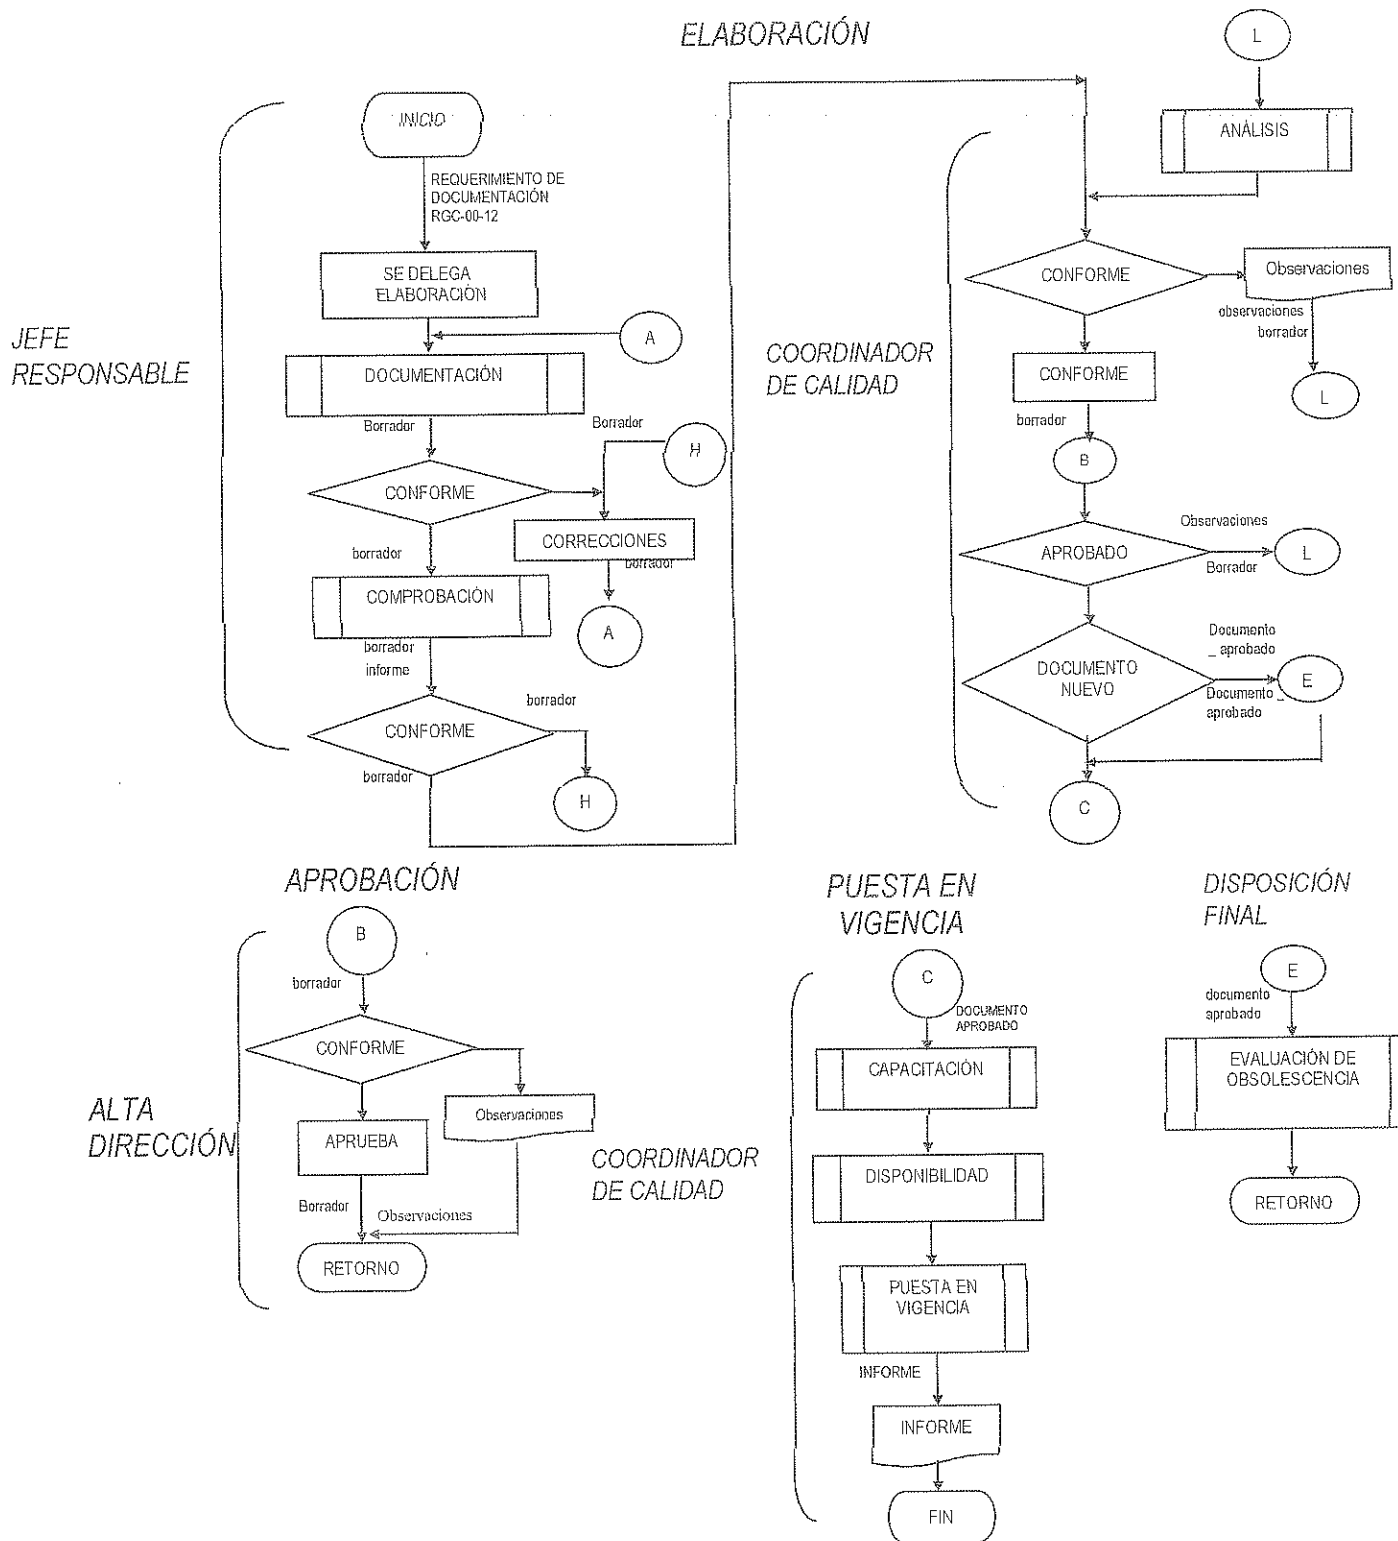 ELABORACIÓN
JEFE
RESPONSABLE
INICIO
REQUERIMIENTO DE
DOCUMENTACIÓN
RGC-00-12
SE DELEGA
ELABORACIÓN
A
DOCUMENTACIÓN
Borrador
Borrador
H
CONFORME
CORRECCIONES
borrador
borrador
COMPROBACIÓN
A
borrador
informe
borrador
CONFORME
borrador
H
L
ANÁLISIS
COORDINADOR
DE CALIDAD
CONFORME
Observaciones
observaciones
borrador
L
CONFORME
borrador
B
APROBADO
Observaciones
Borrador
L
DOCUMENTO
NUEVO
Documento
_ aprobado
Documento _
aprobado
E
C
APROBACIÓN
ALTA
DIRECCIÓN
B
borrador
CONFORME
APRUEBA
Observaciones
Borrador
Observaciones
RETORNO
PUESTA EN
VIGENCIA
COORDINADOR
DE CALIDAD
C
DOCUMENTO
APROBADO
CAPACITACIÓN
DISPONIBILIDAD
PUESTA EN
VIGENCIA
INFORME
INFORME
FIN
DISPOSICIÓN
FINAL
E
documento
aprobado
EVALUACIÓN DE
OBSOLESCENCIA
RETORNO